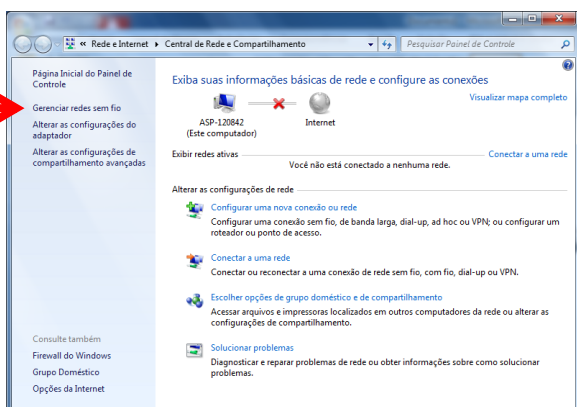 « Rede e Internet ▸ Central de Rede e Compartilhamento
Pesquisar Painel de Controle
Página Inicial do Painel de
Controle
Gerenciar redes sem fio
Alterar as configurações do
adaptador
Alterar as configurações de
compartilhamento avançadas
Exiba suas informações básicas de rede e configure as conexões
Visualizar mapa completo
ASP-120842
(Este computador)
Internet
Exibir redes ativas
Conectar a uma rede
Você não está conectado a nenhuma rede.
Alterar as configurações de rede
Configurar uma nova conexão ou rede
Configurar uma conexão sem fio, de banda larga, dial-up, ad hoc ou VPN; ou configurar um
roteador ou ponto de acesso.
Conectar a uma rede
Conectar ou reconectar a uma conexão de rede sem fio, com fio, dial-up ou VPN.
Escolher opções de grupo doméstico e de compartilhamento
Acessar arquivos e impressoras localizados em outros computadores da rede ou alterar as
configurações de compartilhamento.
Solucionar problemas
Diagnosticar e reparar problemas de rede ou obter informações sobre como solucionar
problemas.
Consulte também
Firewall do Windows
Grupo Doméstico
Opções da Internet